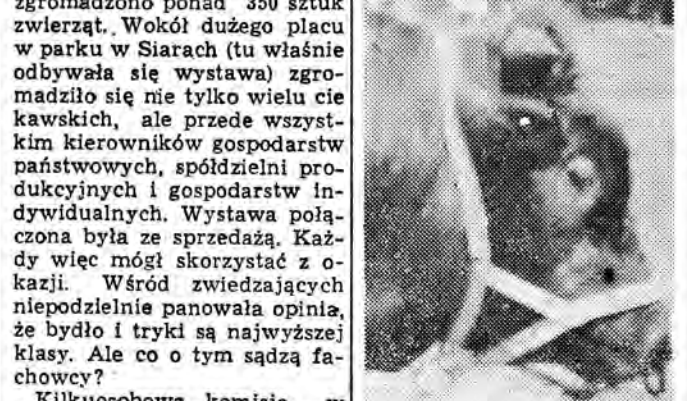 zgromadzono ponad 350 sztuk
zwierząt. Wokół dużego placu
w parku w Siarach (tu właśnie
odbywała się wystawa) zgro-
madziło się nie tylko wielu cie
kawskich, ale przede wszyst-
kim kierowników gospodarstw
państwowych, spółdzielni pro-
dukcyjnych i gospodarstw in-
dywidualnych. Wystawa połą-
czona była ze sprzedażą. Każ-
dy więc mógł skorzystać z o-
kazji. Wśród zwiedzających
niepodzielnie panowała opinia,
że bydło i tryki są najwyższej
klasy. Ale co o tym sądzą fa-
chowcy?
Kilkuosobowa komisja w